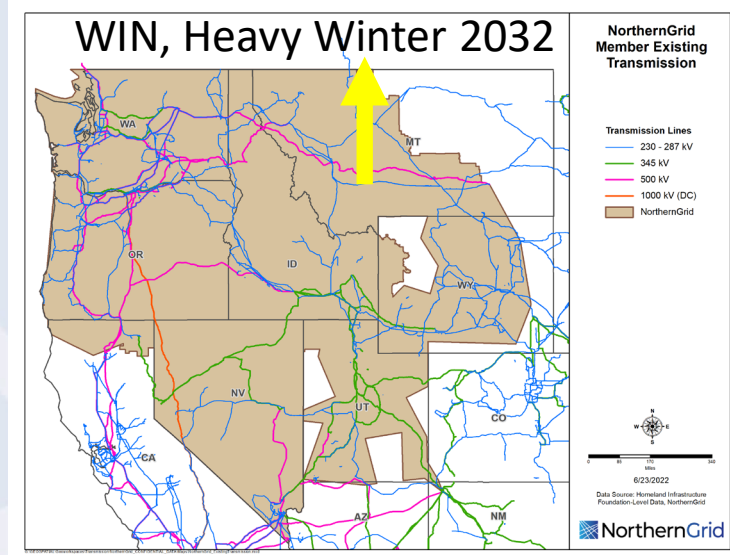 WIN, Heavy Winter 2032
NorthernGrid
Member Existing
Transmission
Transmission Lines
230 - 287 kV
345 kV
500 kV
1000 kV (DC)
NorthernGrid
WA
MT
OR
ID
WY
NV
UT
CO
CA
AZ
NM
N
W
E
S
0
85
170
340
Miles
6/23/2022
Data Source: Homeland Infrastructure
Foundation-Level Data, NorthernGrid
NorthernGrid